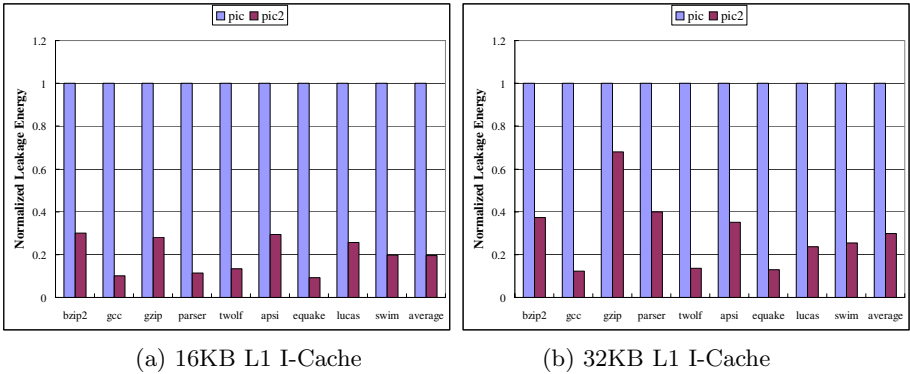 pic pic2
1.2
1
0.8
0.6
0.4
0.2
0
Normalized Leakage Energy
bzip2 gcc gzip parser twolf apsi equake lucas swim average
(a) 16KB L1 I-Cache
pic pic2
1.2
1
0.8
0.6
0.4
0.2
0
Normalized Leakage Energy
bzip2 gcc gzip parser twolf apsi equake lucas swim average
(b) 32KB L1 I-Cache